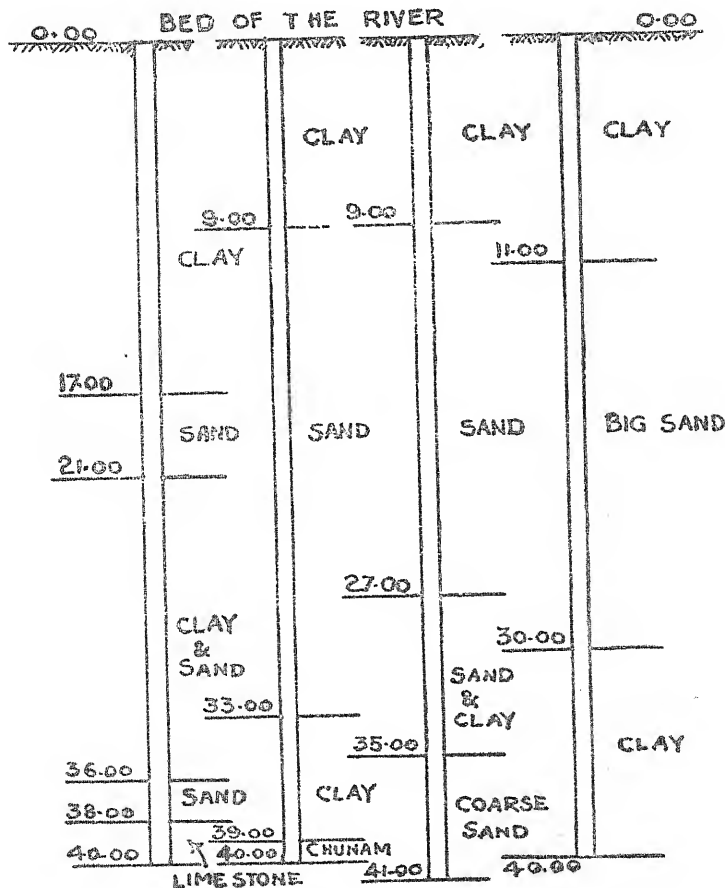 BED OF THE RIVER
0.00
0.00
CLAY
CLAY
CLAY
9.00
9.00
CLAY
11.00
17.00
SAND
SAND
SAND
BIG SAND
21.00
27.00
CLAY
&
SAND
30.00
SAND
&
CLAY
33.00
35.00
CLAY
36.00
SAND
CLAY
COARSE
SAND
38.00
39.00
CHUNAM
40.00
40.00
40.00
LIMESTONE
41.00